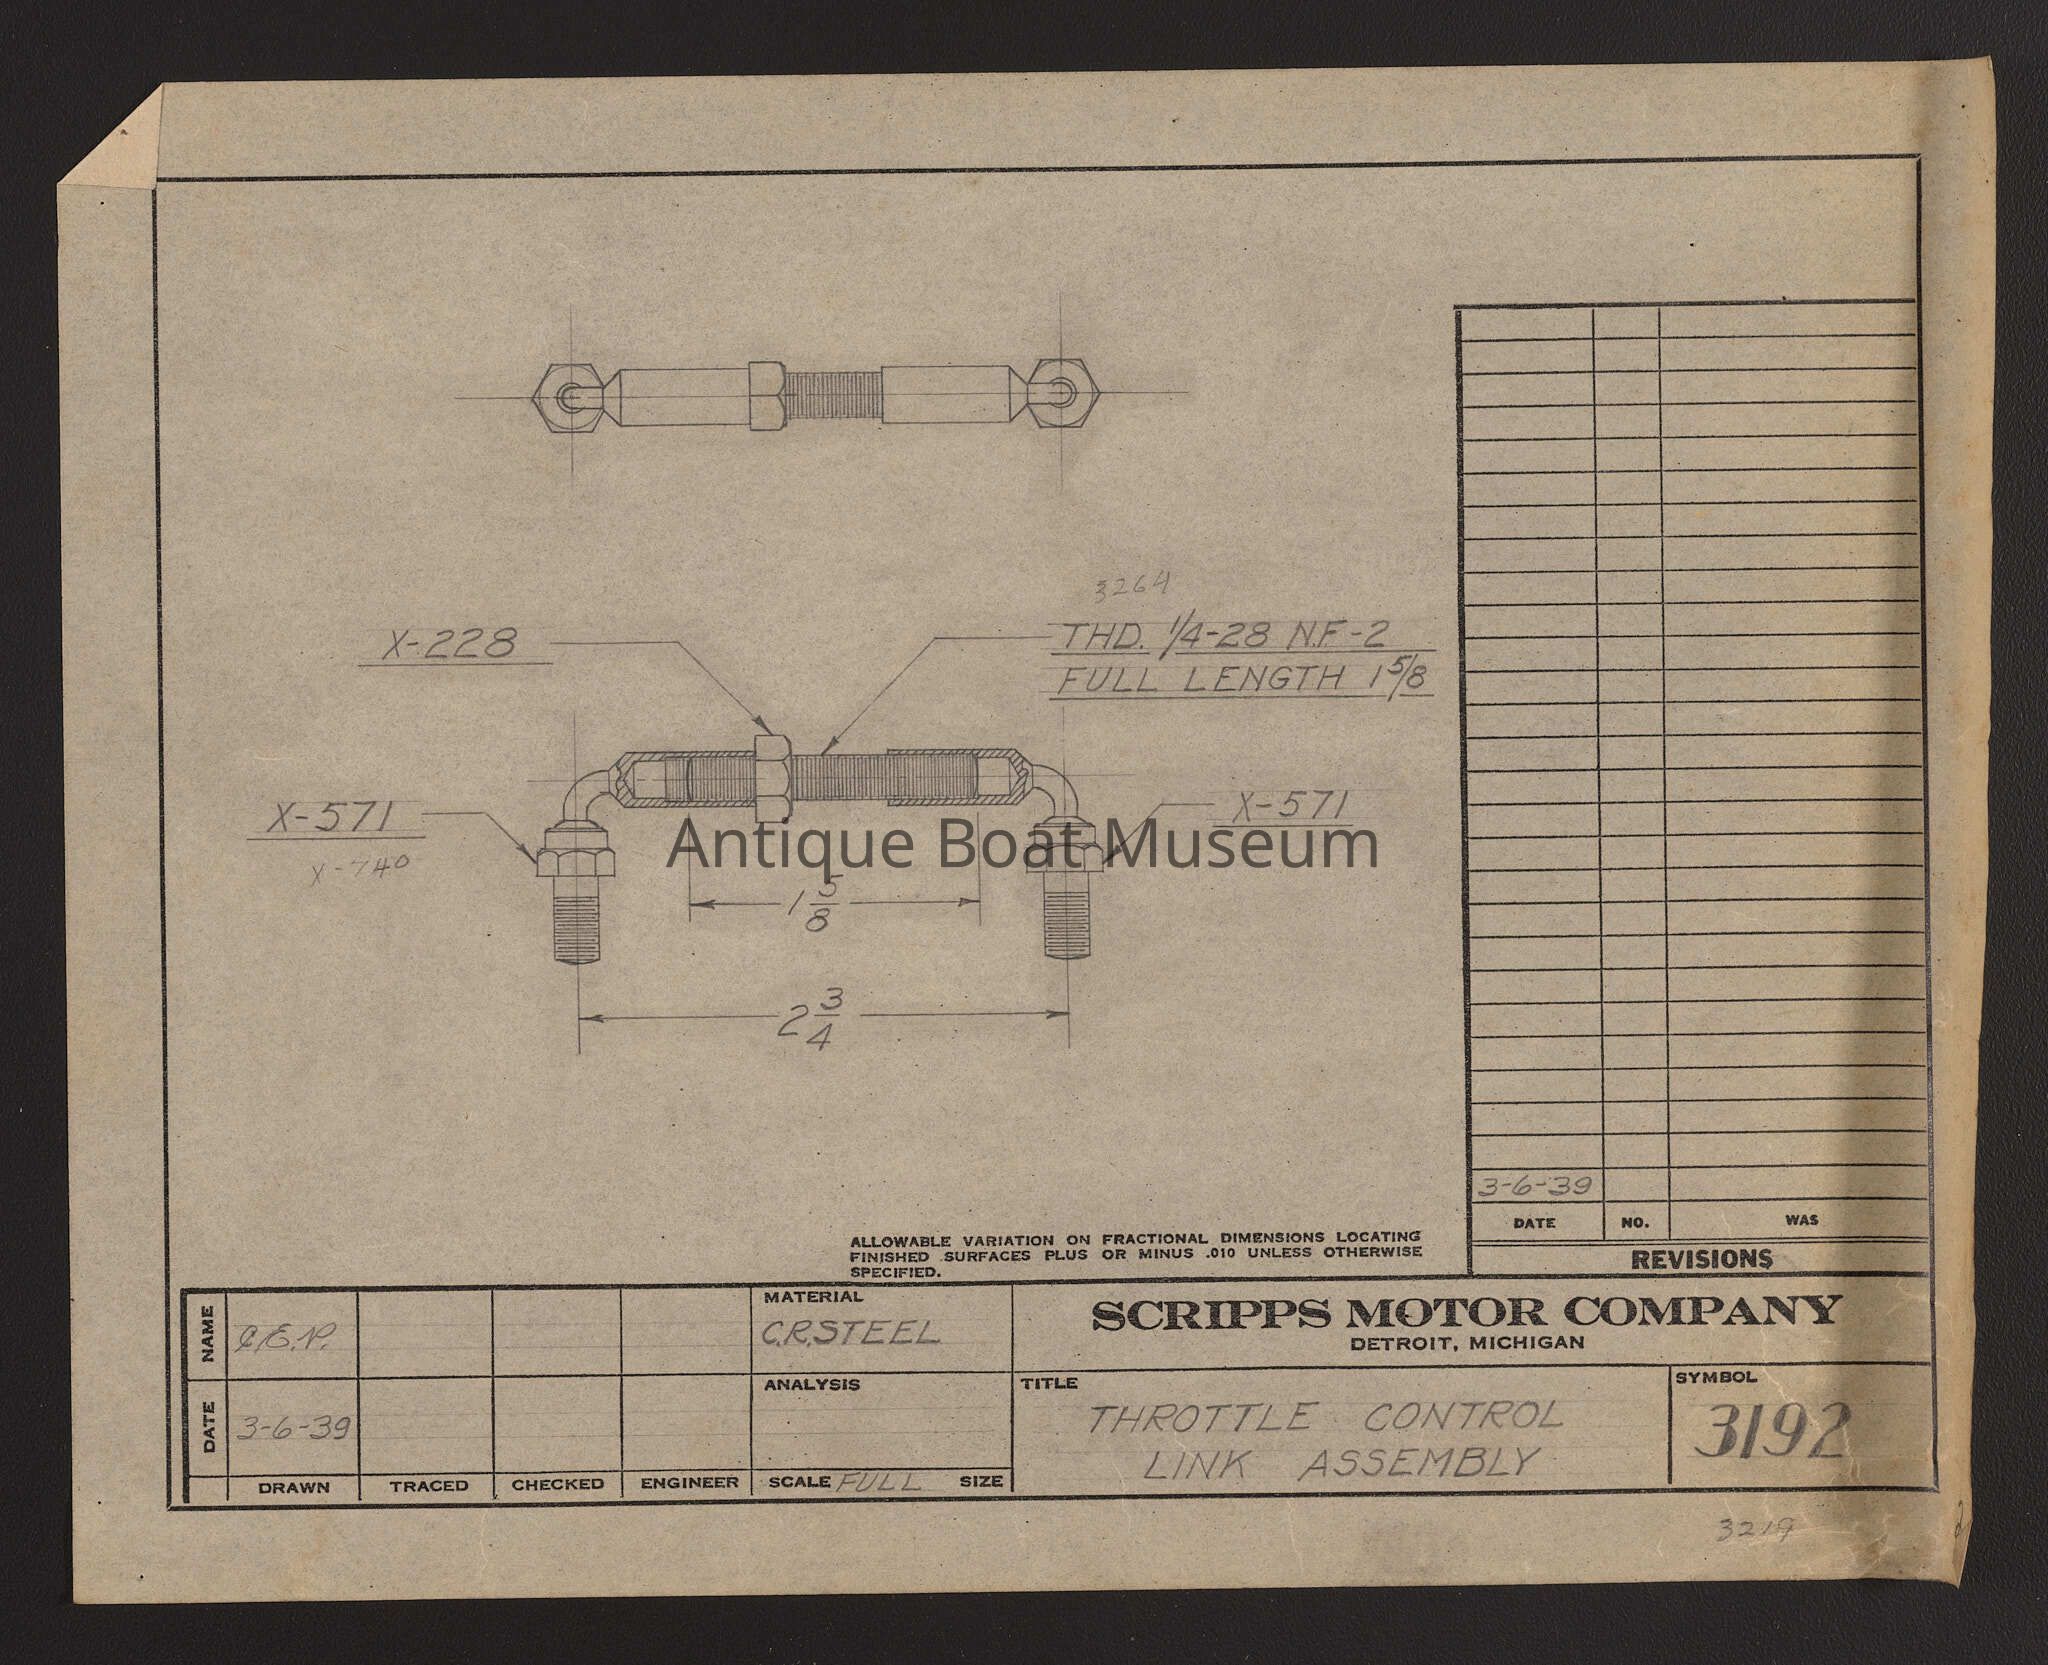 3264
X-228
THD. 1/4-28 N.F.-2
FULL LENGTH 1 5/8
X-571
X-740
X-571
Antique Boat Museum
1 5/8
2 3/4
3-6-39
DATE NO. WAS
REVISIONS
ALLOWABLE VARIATION ON FRACTIONAL DIMENSIONS LOCATING
FINISHED SURFACES PLUS OR MINUS .010 UNLESS OTHERWISE
SPECIFIED.
NAME
C.E.P.
MATERIAL
C.R.STEEL
SCRIPPS MOTOR COMPANY
DETROIT, MICHIGAN
DATE
3-6-39
ANALYSIS
TITLE
THROTTLE CONTROL
LINK ASSEMBLY
SYMBOL
3192
DRAWN TRACED CHECKED ENGINEER SCALE FULL SIZE
3219